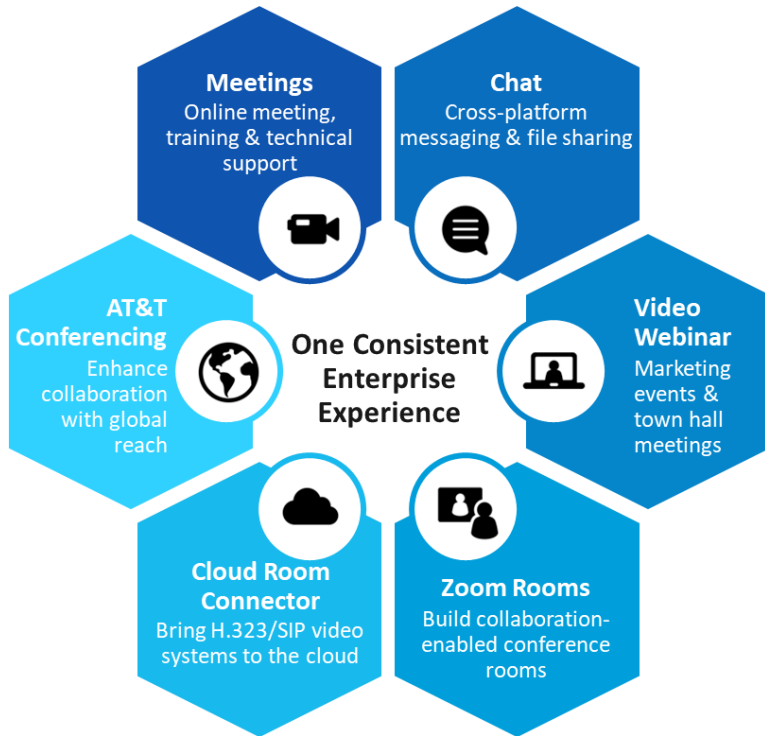 Meetings
Online meeting,
training & technical
support
Chat
Cross-platform
messaging & file sharing
AT&T
Conferencing
Enhance
collaboration
with global
reach
One Consistent
Enterprise
Experience
Video
Webinar
Marketing
events &
town hall
meetings
Cloud Room
Connector
Bring H.323/SIP video
systems to the cloud
Zoom Rooms
Build collaboration-
enabled conference
rooms